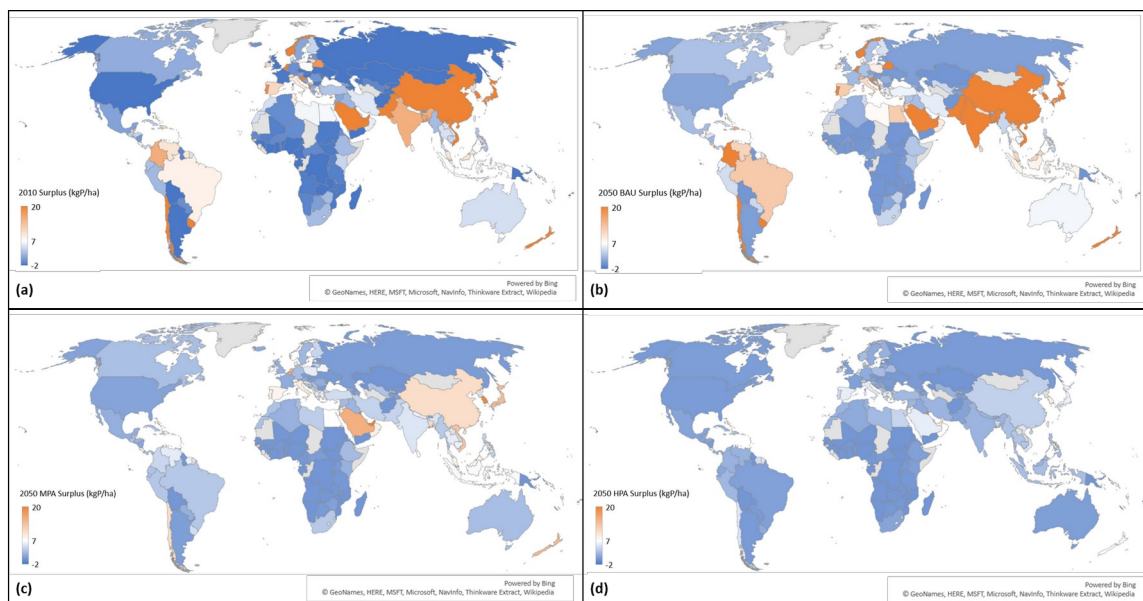 2010 Surplus (kgP/ha)
20
7
-2
(a)
Powered by Bing
© GeoNames, HERE, MSFT, Microsoft, NavInfo, Thinkware Extract, Wikipedia
2050 BAU Surplus (kgP/ha)
20
7
-2
(b)
Powered by Bing
© GeoNames, HERE, MSFT, Microsoft, NavInfo, Thinkware Extract, Wikipedia
2050 MPA Surplus (kgP/ha)
20
7
-2
(c)
Powered by Bing
© GeoNames, HERE, MSFT, Microsoft, NavInfo, Thinkware Extract, Wikipedia
2050 HPA Surplus (kgP/ha)
20
7
-2
(d)
Powered by Bing
© GeoNames, HERE, MSFT, Microsoft, NavInfo, Thinkware Extract, Wikipedia